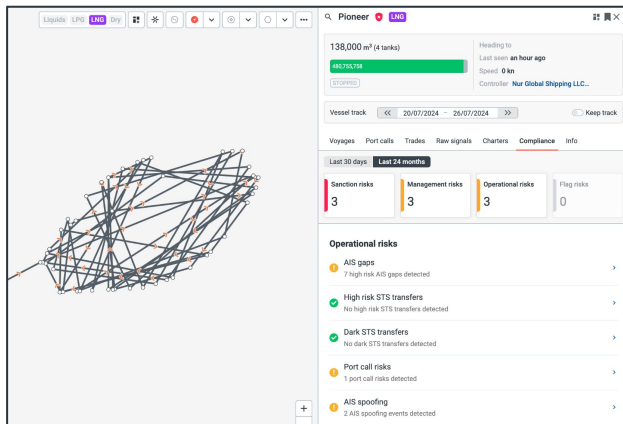 Liquids LPG LNG Dry
Pioneer LNG
138,000 m³ (4 tanks)
480,753,758
STOPPED
Heading to
Last seen an hour ago
Speed 0 kn
Controller Nur Global Shipping LLC...
Vessel track << 20/07/2024 – 26/07/2024 >> Keep track
Voyages Port calls Trades Raw signals Charters Compliance Info
Last 30 days Last 24 months
Sanction risks
3
Management risks
3
Operational risks
3
Flag risks
0
Operational risks
AIS gaps
7 high risk AIS gaps detected
High risk STS transfers
No high risk STS transfers detected
Dark STS transfers
No dark STS transfers detected
Port call risks
1 port call risks detected
AIS spoofing
2 AIS spoofing events detected